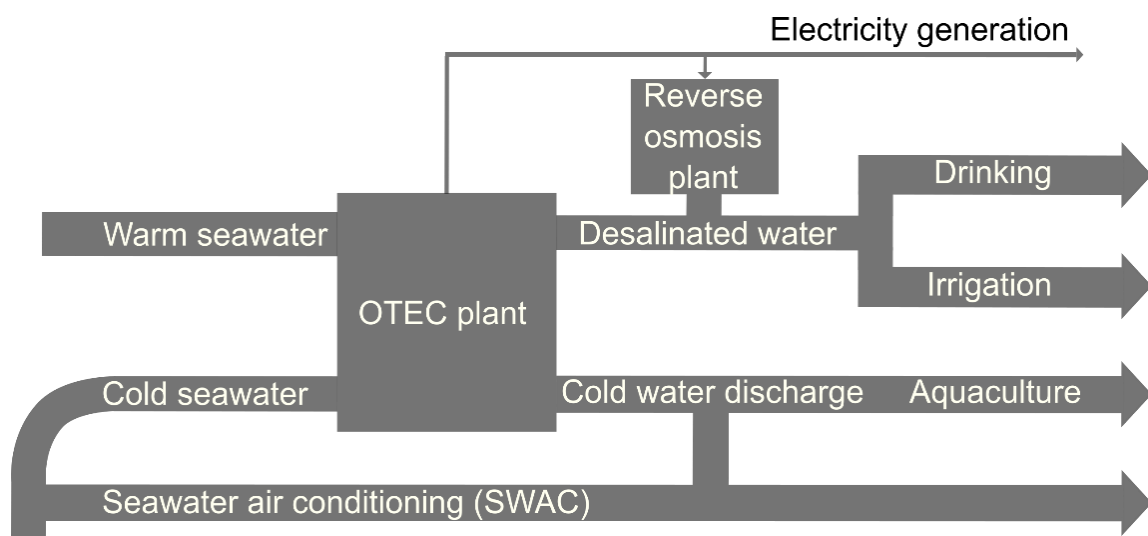 Electricity generation
Reverse
osmosis
plant
Drinking
Warm seawater
Desalinated water
Irrigation
OTEC plant
Cold seawater
Cold water discharge
Aquaculture
Seawater air conditioning (SWAC)